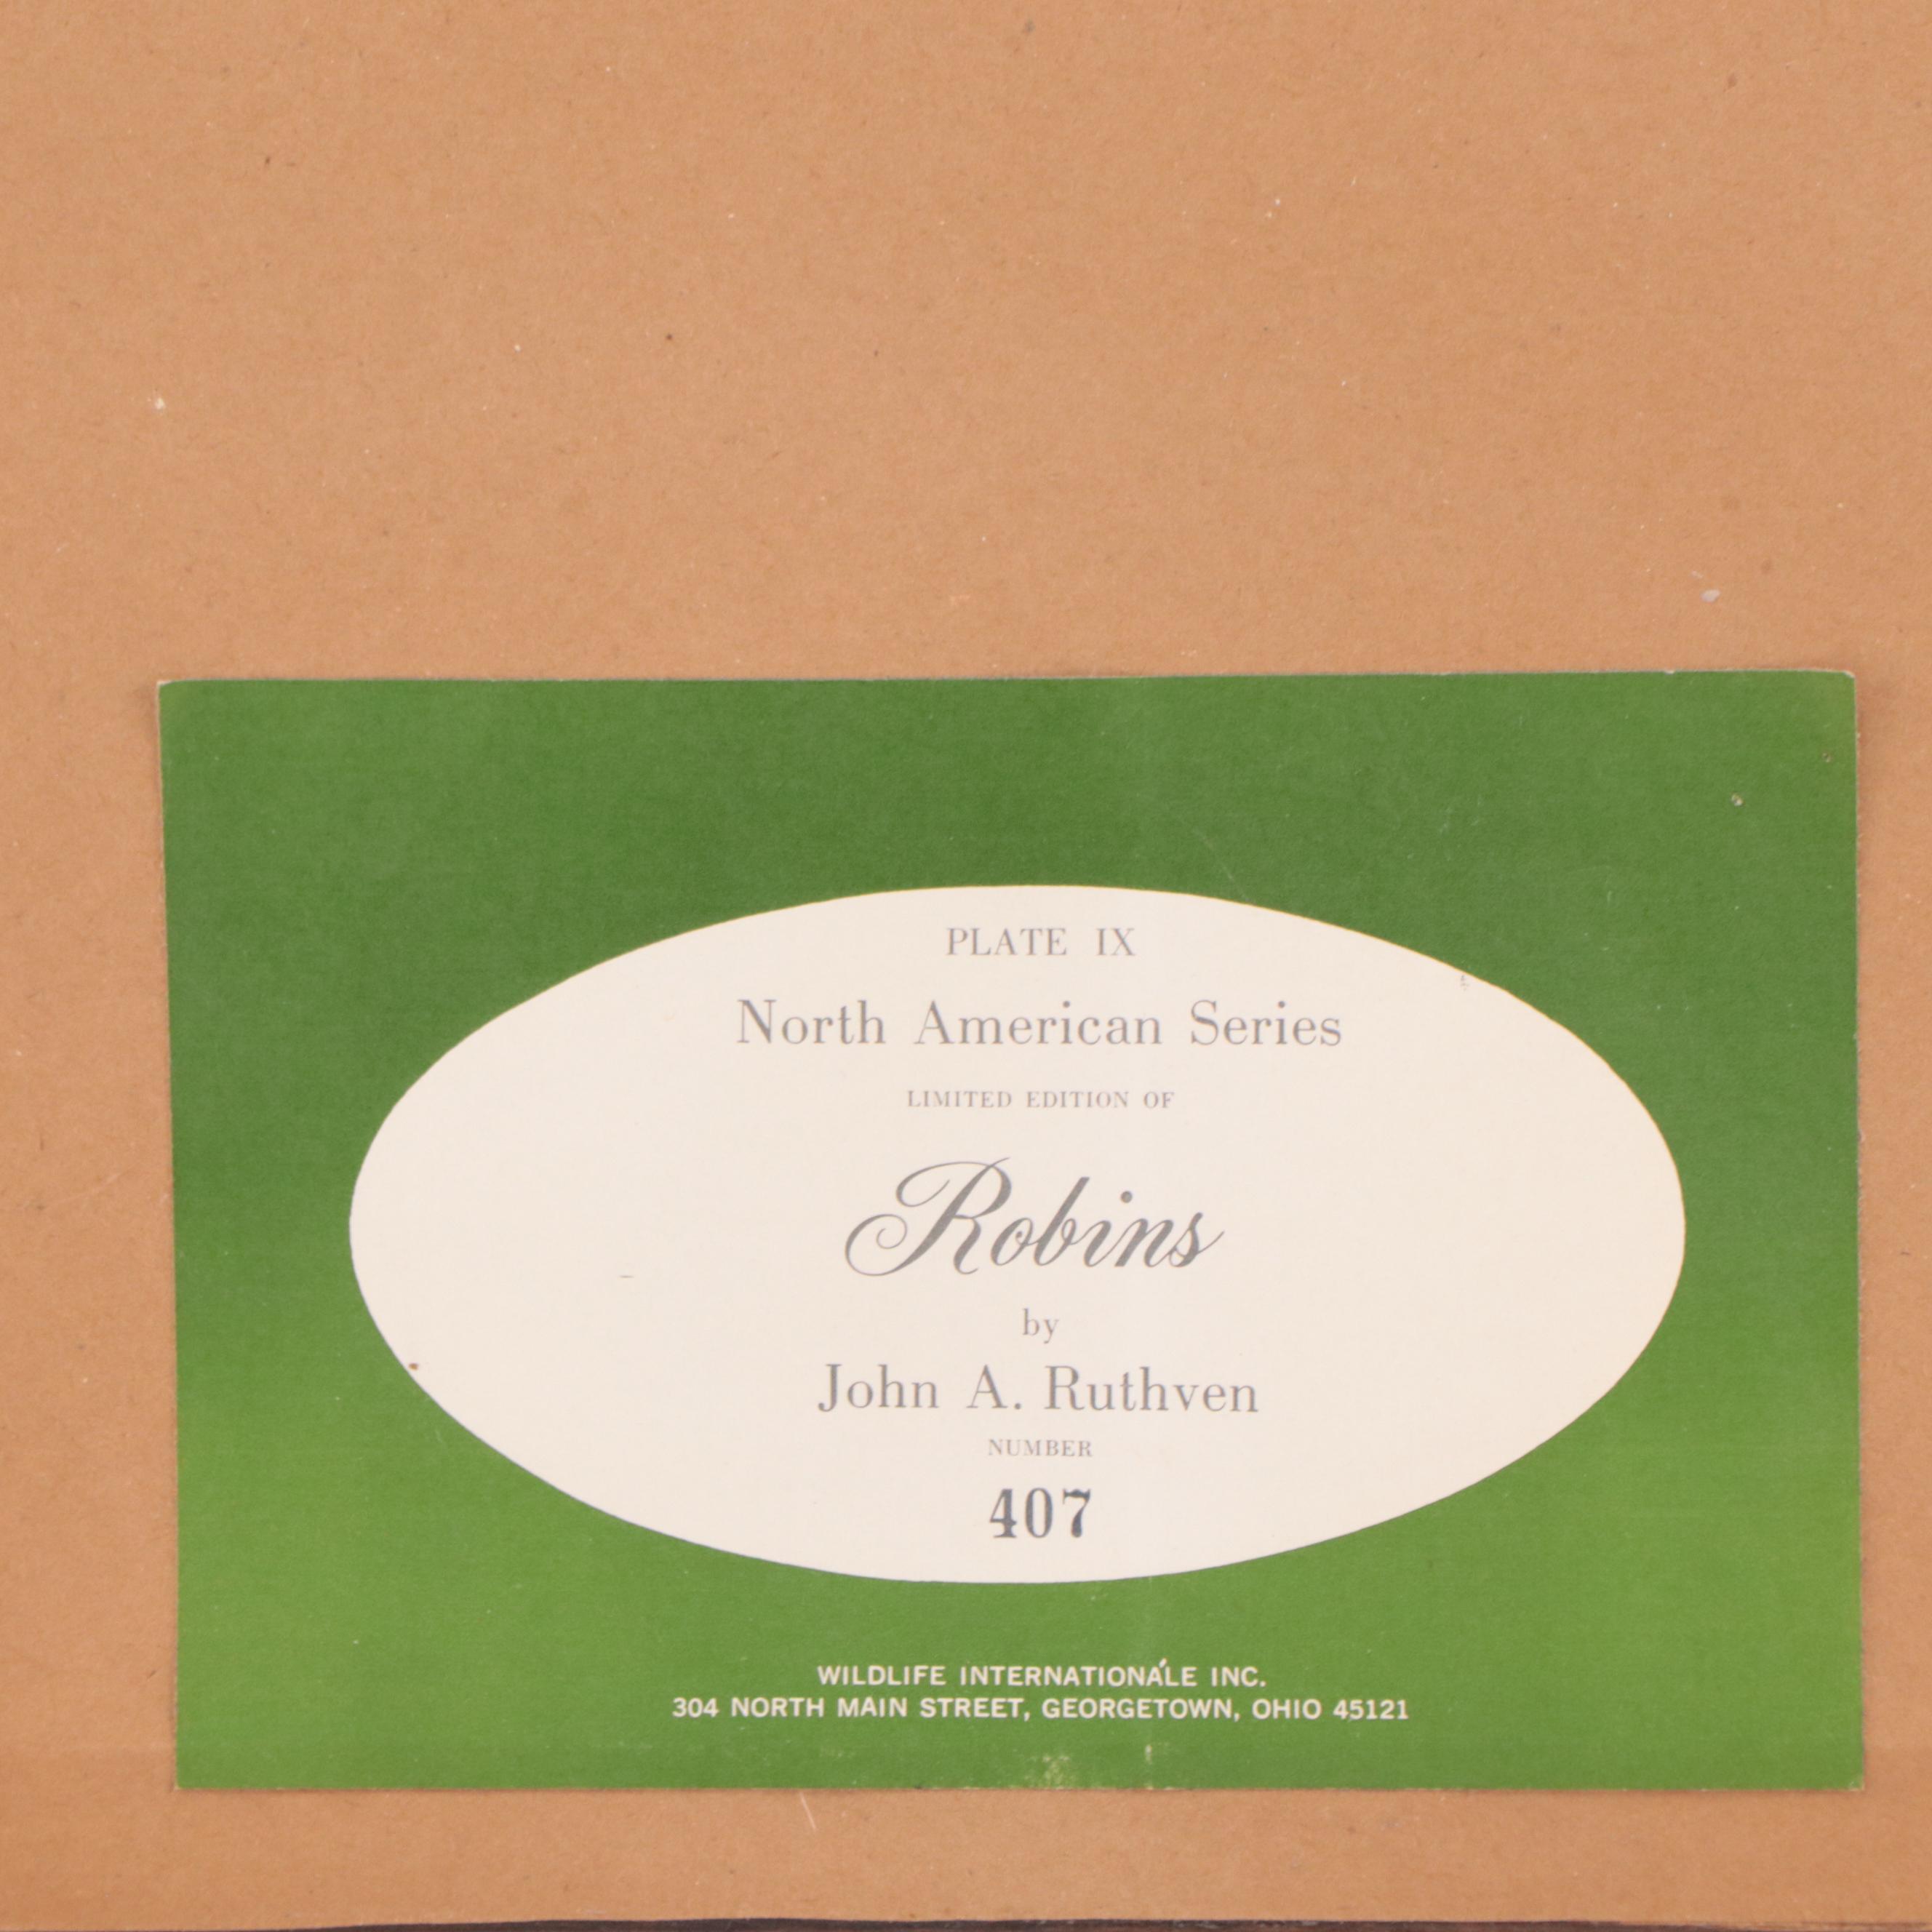 PLATE IX
North American Series
LIMITED EDITION OF
Robins
by
John A. Ruthven
NUMBER
407
WILDLIFE INTERNATIONÁLE INC.
304 NORTH MAIN STREET, GEORGETOWN, OHIO 45121